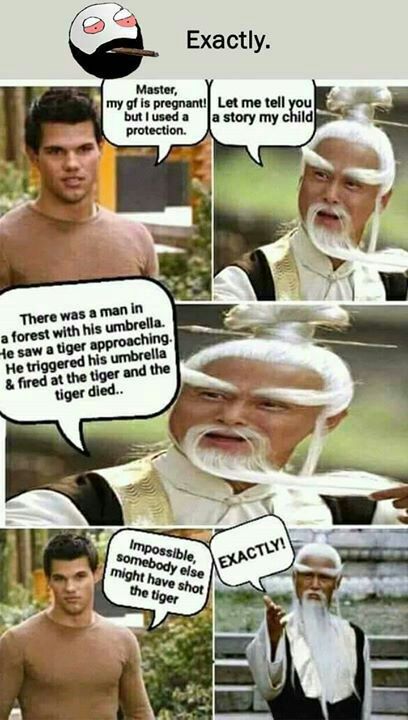 Exactly.
Master,
my gf is pregnant!
but I used a
protection.
Let me tell you
a story my child
There was a man in
a forest with his umbrella.
He saw a tiger approaching.
He triggered his umbrella
& fired at the tiger and the
tiger died..
Impossible,
somebody else
might have shot
the tiger
EXACTLY!